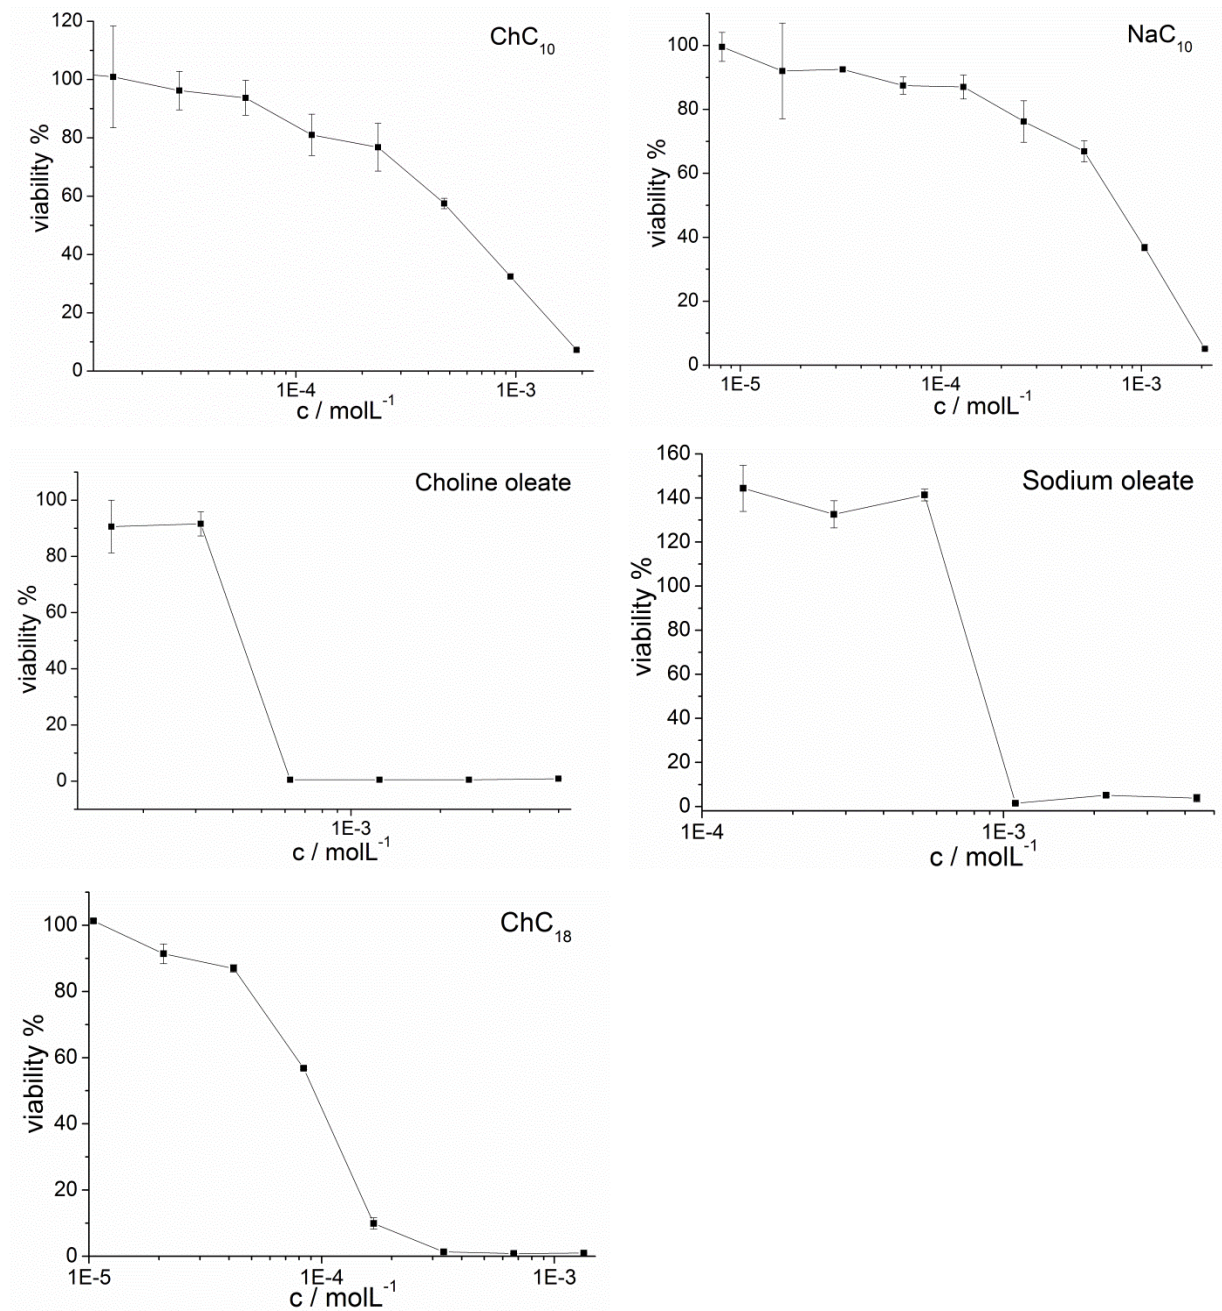 ChC10
120
100
80
60
40
20
0
viability %
1E-4
1E-3
c / molL-1
NaC10
100
80
60
40
20
0
viability %
1E-5
1E-4
1E-3
c / molL-1
Choline oleate
100
80
60
40
20
0
viability %
1E-3
c / molL-1
Sodium oleate
160
140
120
100
80
60
40
20
0
viability %
1E-4
1E-3
c / molL-1
ChC18
100
80
60
40
20
0
viability %
1E-5
1E-4
1E-3
c / molL-1